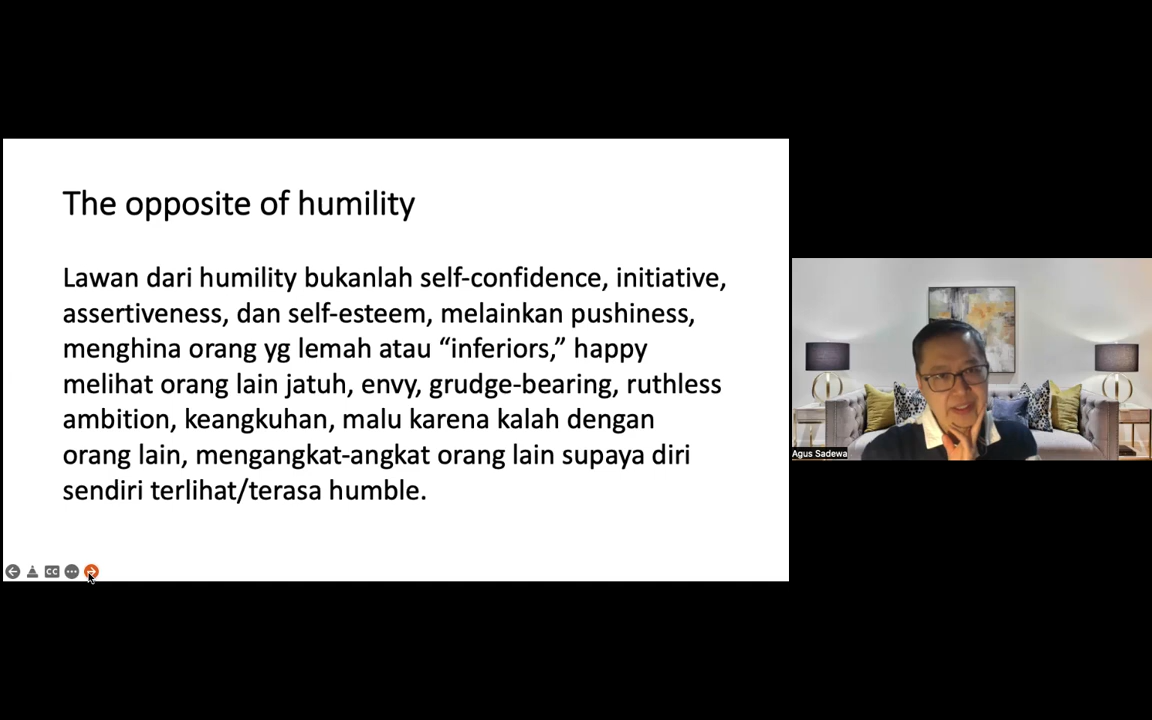 The opposite of humility
Lawan dari humility bukanlah self-confidence, initiative,
assertiveness, dan self-esteem, melainkan pushiness,
menghina orang yg lemah atau “inferiors,” happy
melihat orang lain jatuh, envy, grudge-bearing, ruthless
ambition, keangkuhan, malu karena kalah dengan
orang lain, mengangkat-angkat orang lain supaya diri
sendiri terlihat/terasa humble.
Agus Sadewa
CC